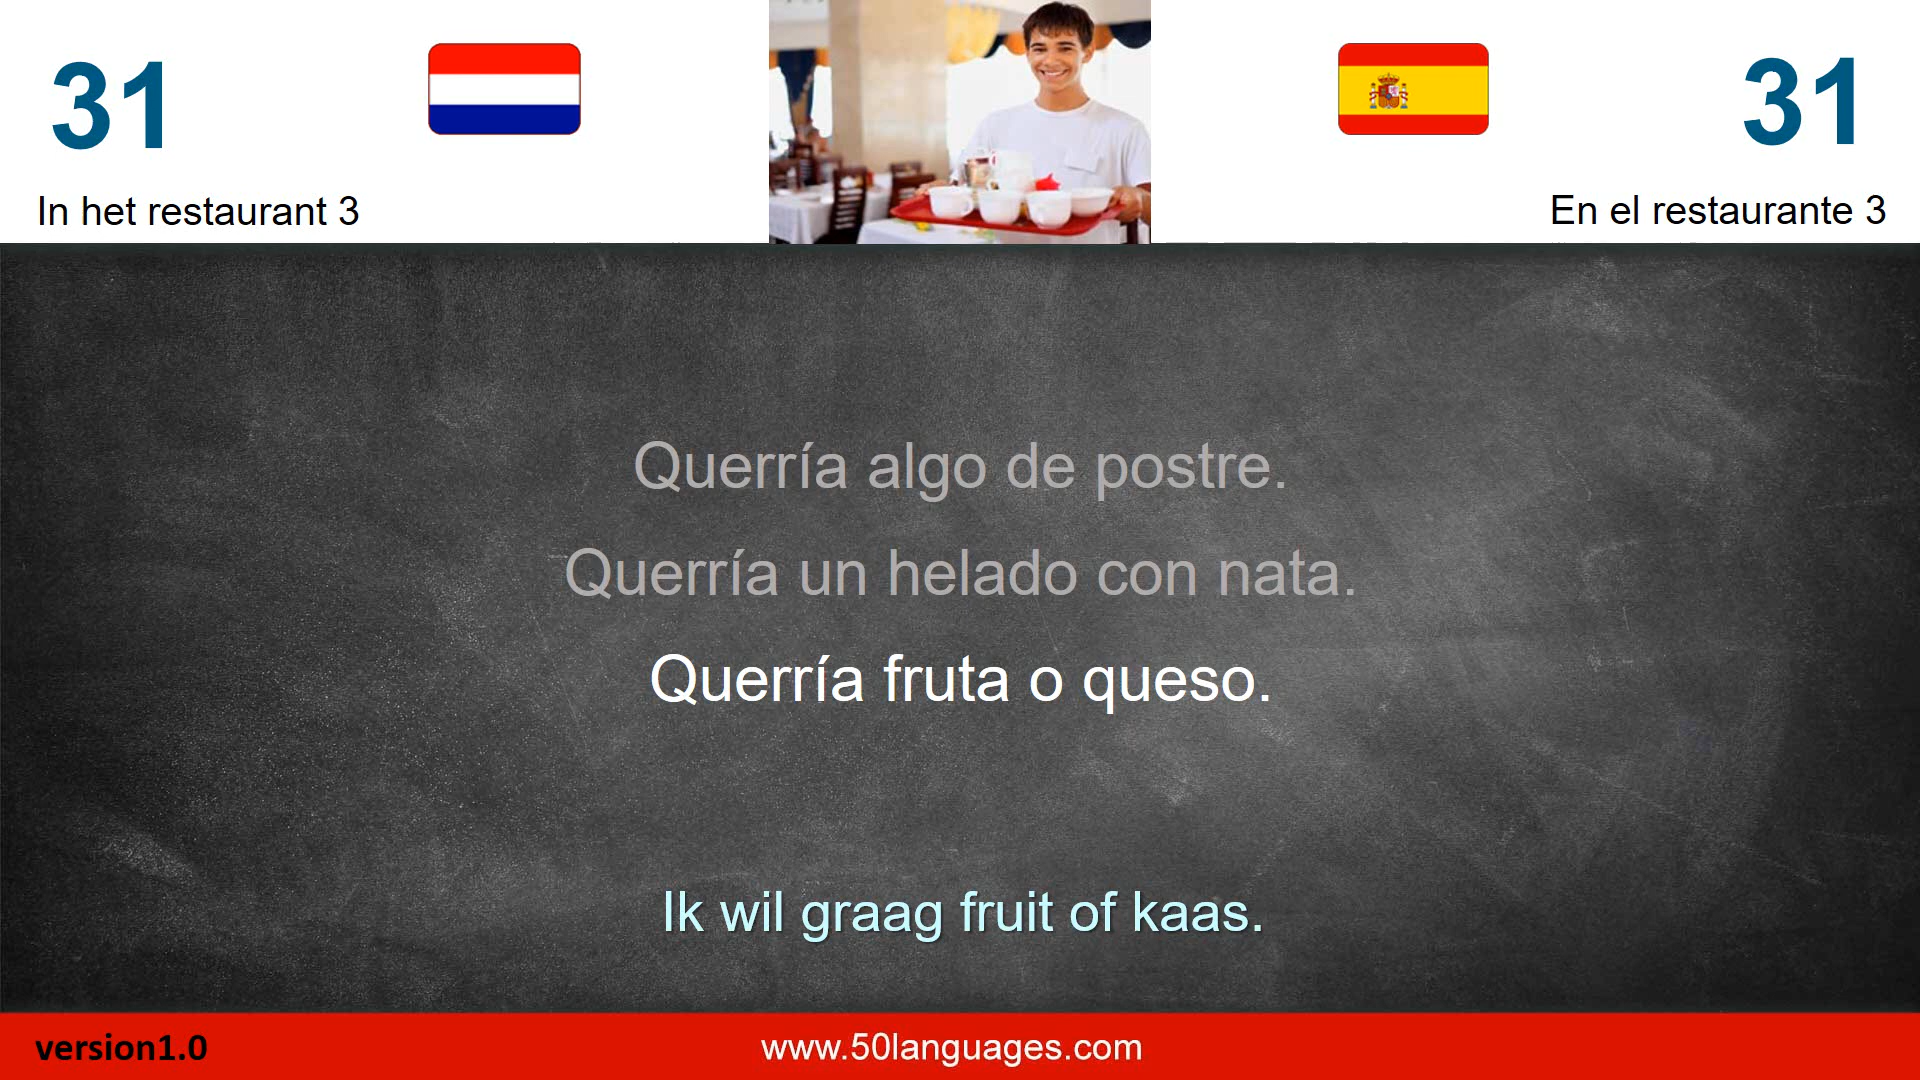 31
31
In het restaurant 3
En el restaurante 3
Querría algo de postre.
Querría un helado con nata.
Querría fruta o queso.
Ik wil graag fruit of kaas.
version1.0
www.50languages.com